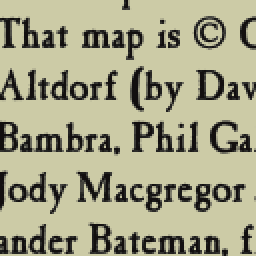 That map is ©
Altdorf (by Dav
Bambra, Phil Ga
Jody Macgregor
ander Bateman, f